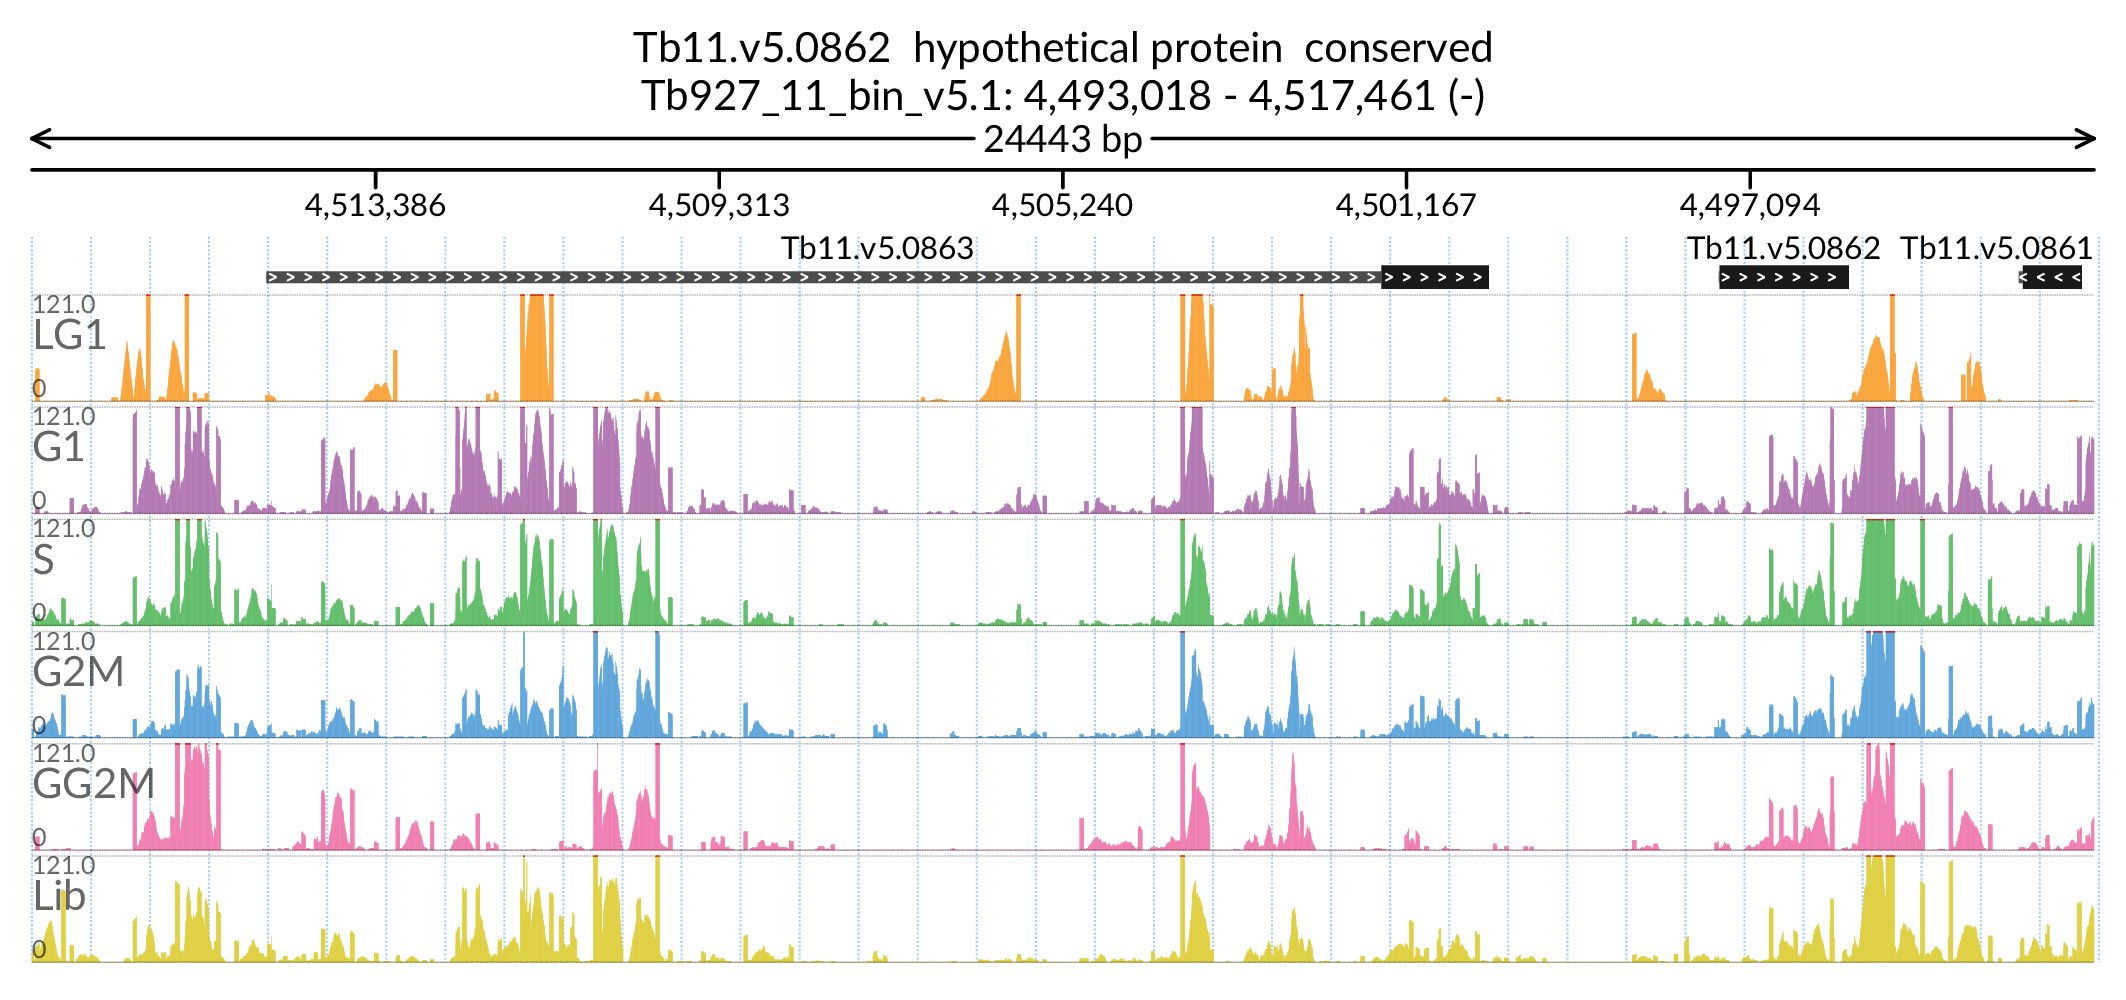 Tb11.v5.0862 hypothetical protein conserved
Tb927_11_bin_v5.1: 4,493,018 - 4,517,461 (-)
24443 bp
4,513,386 4,509,313 4,505,240 4,501,167 4,497,094
Tb11.v5.0863 Tb11.v5.0862 Tb11.v5.0861
121.0
LG1
0
121.0
G1
0
121.0
S
0
121.0
G2M
0
121.0
GG2M
0
121.0
Lib
0